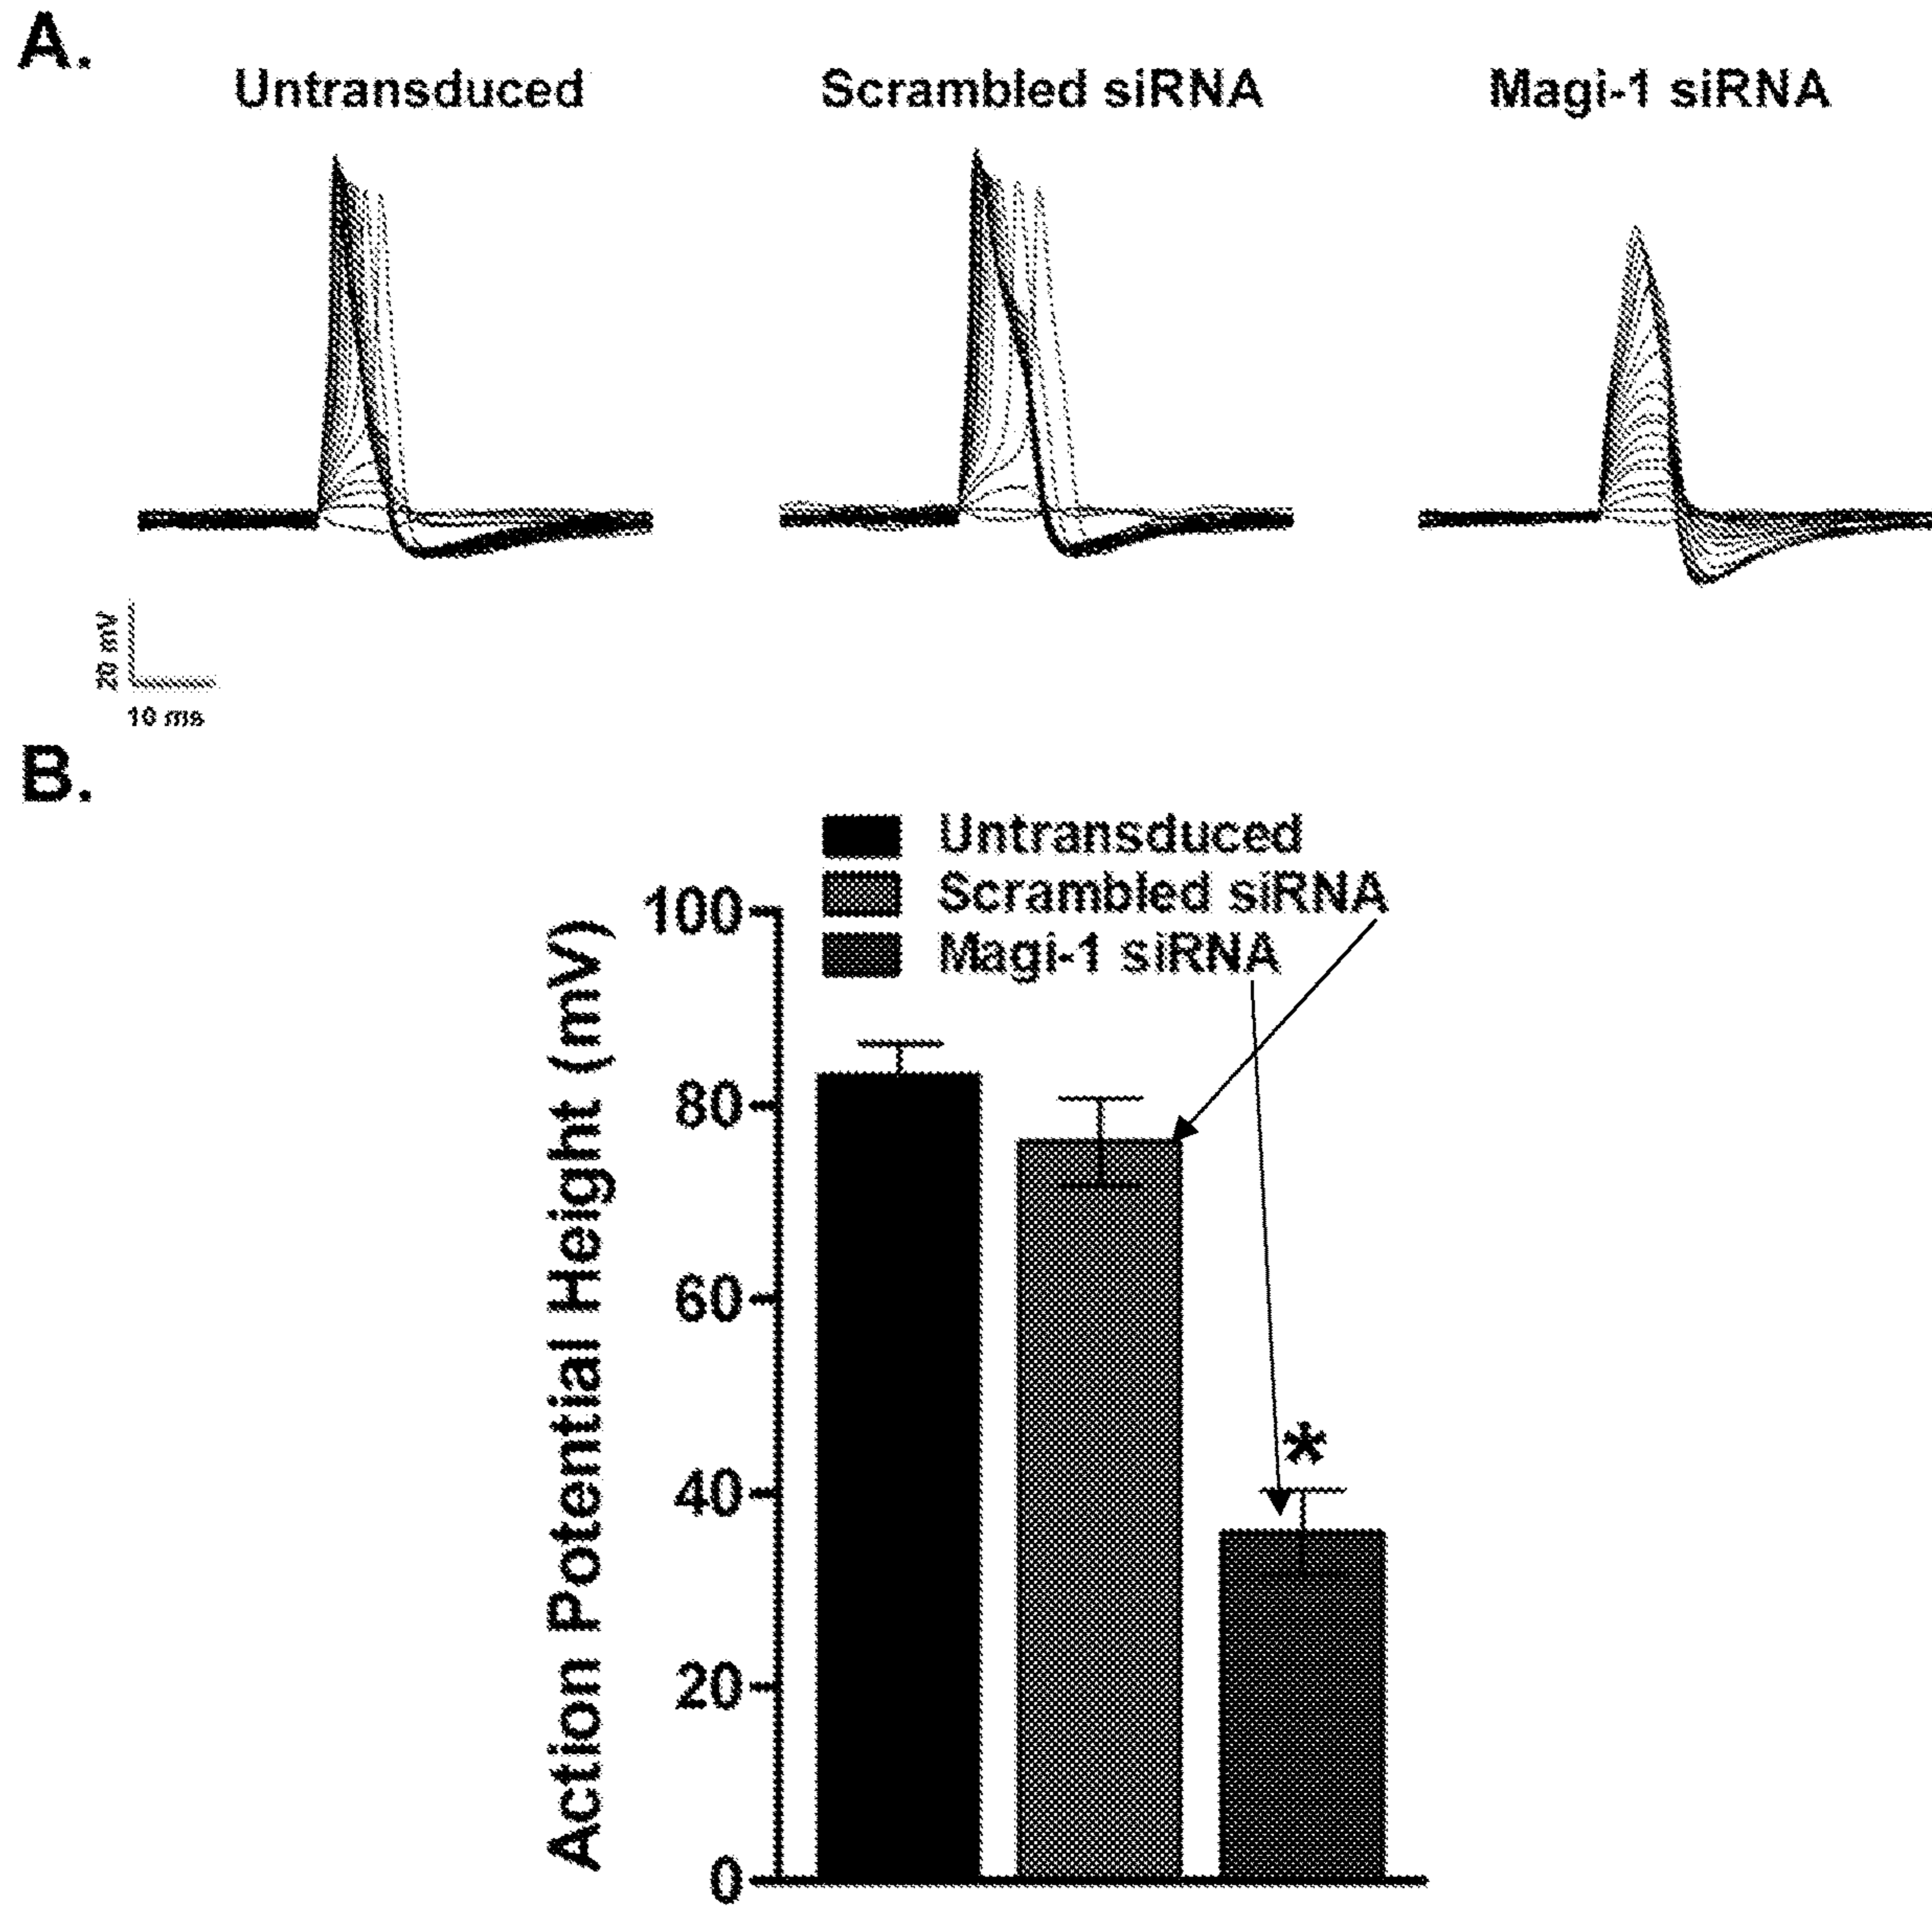 A.
Untransduced
Scrambled siRNA
Magi-1 siRNA
20 mV
10 ms
B.
Untransduced
Scrambled siRNA
Magi-1 siRNA
Action Potential Height (mV)
100
80
60
40
20
0
*